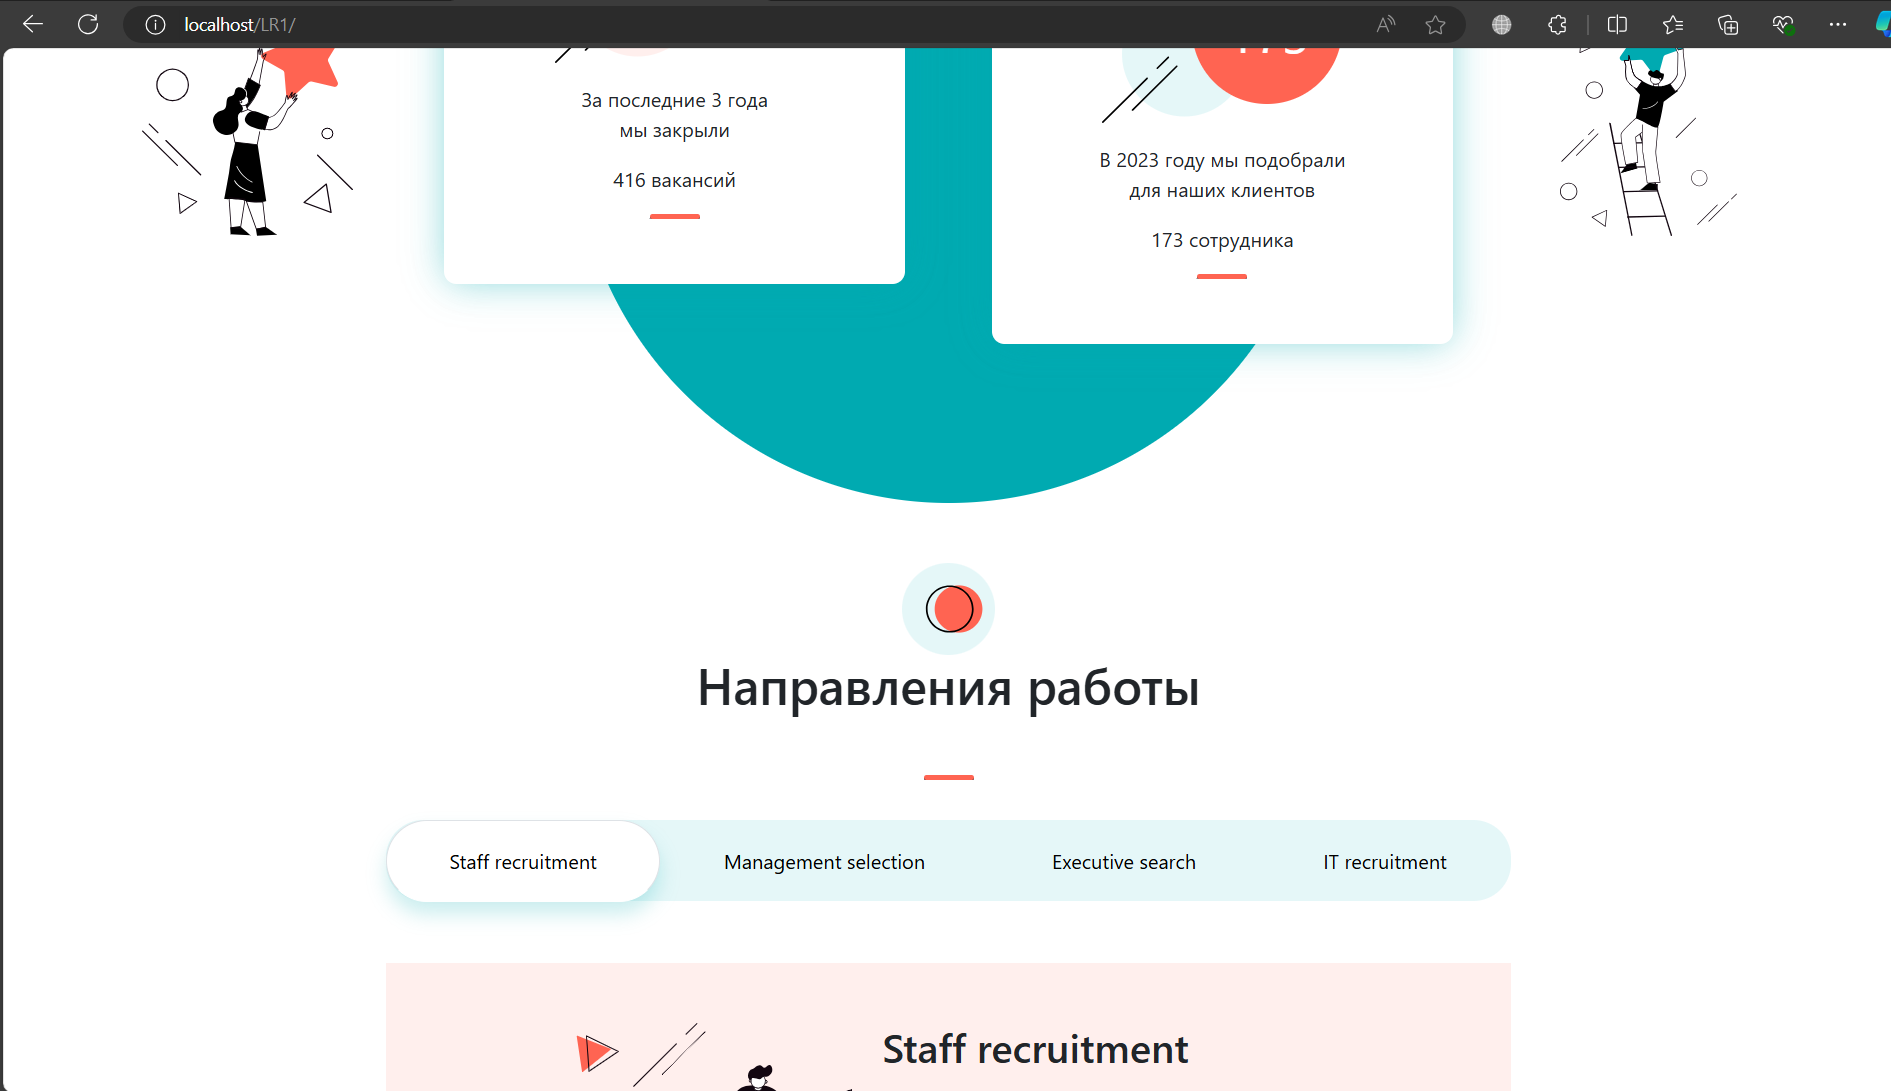 localhost/LR1/
За последние 3 года
мы закрыли
416 вакансий
173
В 2023 году мы подобрали
для наших клиентов
173 сотрудника
Направления работы
Staff recruitment
Management selection
Executive search
IT recruitment
Staff recruitment